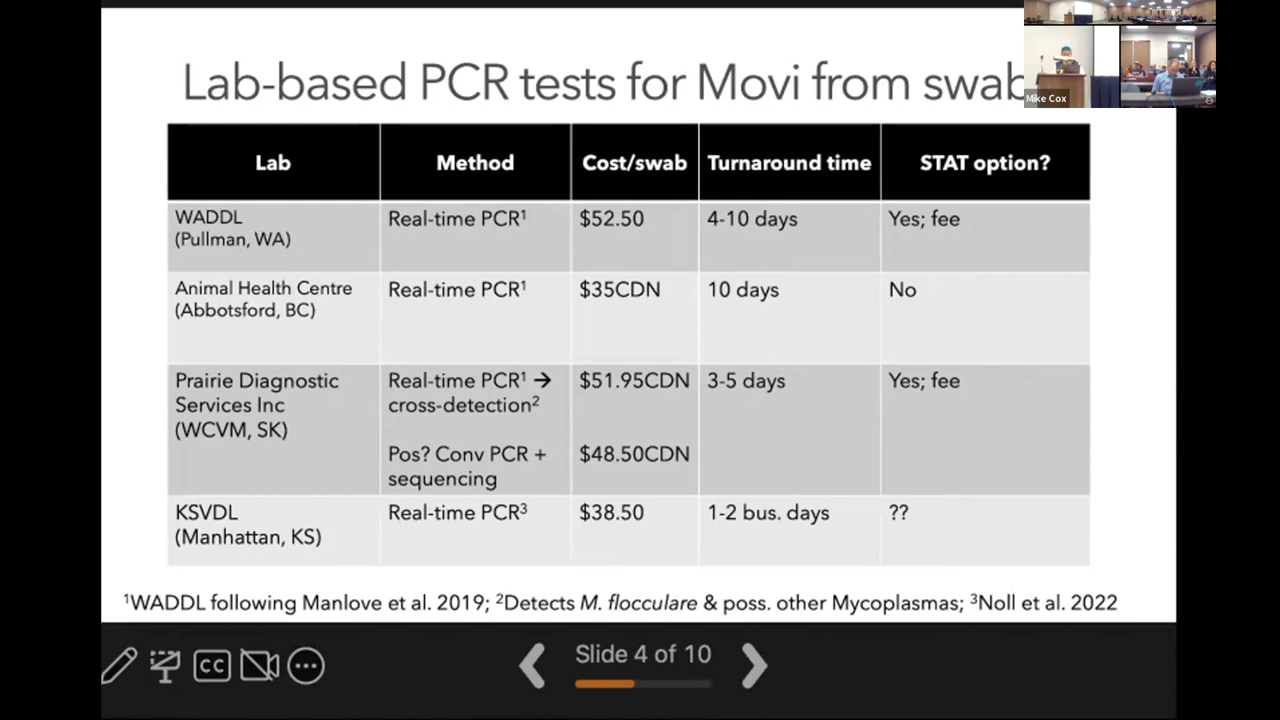 Lab-based PCR tests for Movi from swab
Mike Cox
Lab Method Cost/swab Turnaround time STAT option?
WADDL
(Pullman, WA)
Real-time PCR¹
$52.50
4-10 days
Yes; fee
Animal Health Centre
(Abbotsford, BC)
Real-time PCR¹
$35CDN
10 days
No
Prairie Diagnostic
Services Inc
(WCVM, SK)
Real-time PCR¹ →
cross-detection²
Pos? Conv PCR +
sequencing
$51.95CDN
$48.50CDN
3-5 days
Yes; fee
KSVDL
(Manhattan, KS)
Real-time PCR³
$38.50
1-2 bus. days
??
¹WADDL following Manlove et al. 2019; ²Detects M. flocculare & poss. other Mycoplasmas; ³Noll et al. 2022
CC
Slide 4 of 10